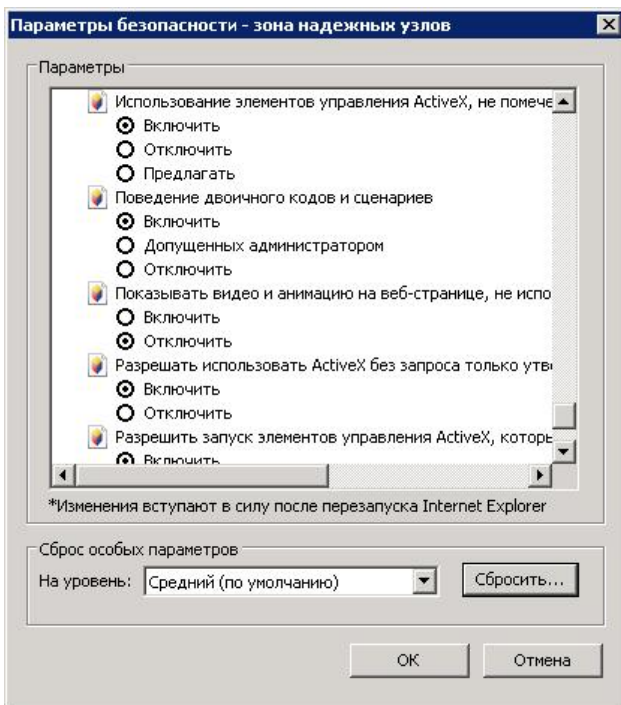 Параметры безопасности - зона надежных узлов
Параметры
Использование элементов управления ActiveX, не помече
Включить
Отключить
Предлагать
Поведение двоичного кодов и сценариев
Включить
Допущенных администратором
Отключить
Показывать видео и анимацию на веб-странице, не испо
Включить
Отключить
Разрешать использовать ActiveX без запроса только утве
Включить
Отключить
Разрешить запуск элементов управления ActiveX, которь
Включить
*Изменения вступают в силу после перезапуска Internet Explorer
Сброс особых параметров
На уровень: Средний (по умолчанию) Сбросить...
ОК Отмена